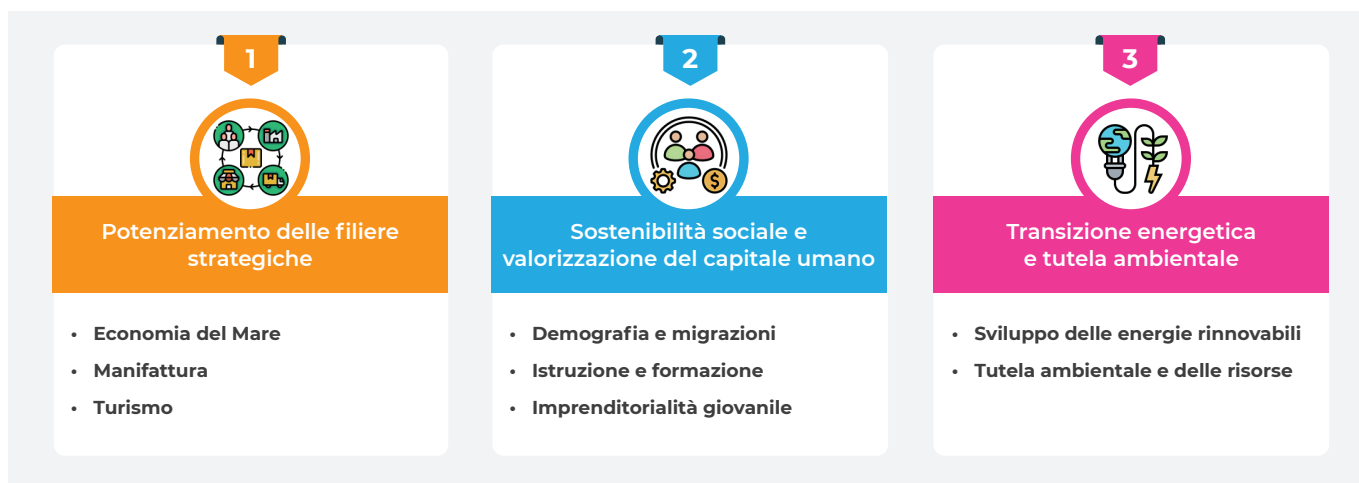 1
Potenziamento delle filiere
strategiche
• Economia del Mare
• Manifattura
• Turismo
2
Sostenibilità sociale e
valorizzazione del capitale umano
• Demografia e migrazioni
• Istruzione e formazione
• Imprenditorialità giovanile
3
Transizione energetica
e tutela ambientale
• Sviluppo delle energie rinnovabili
• Tutela ambientale e delle risorse